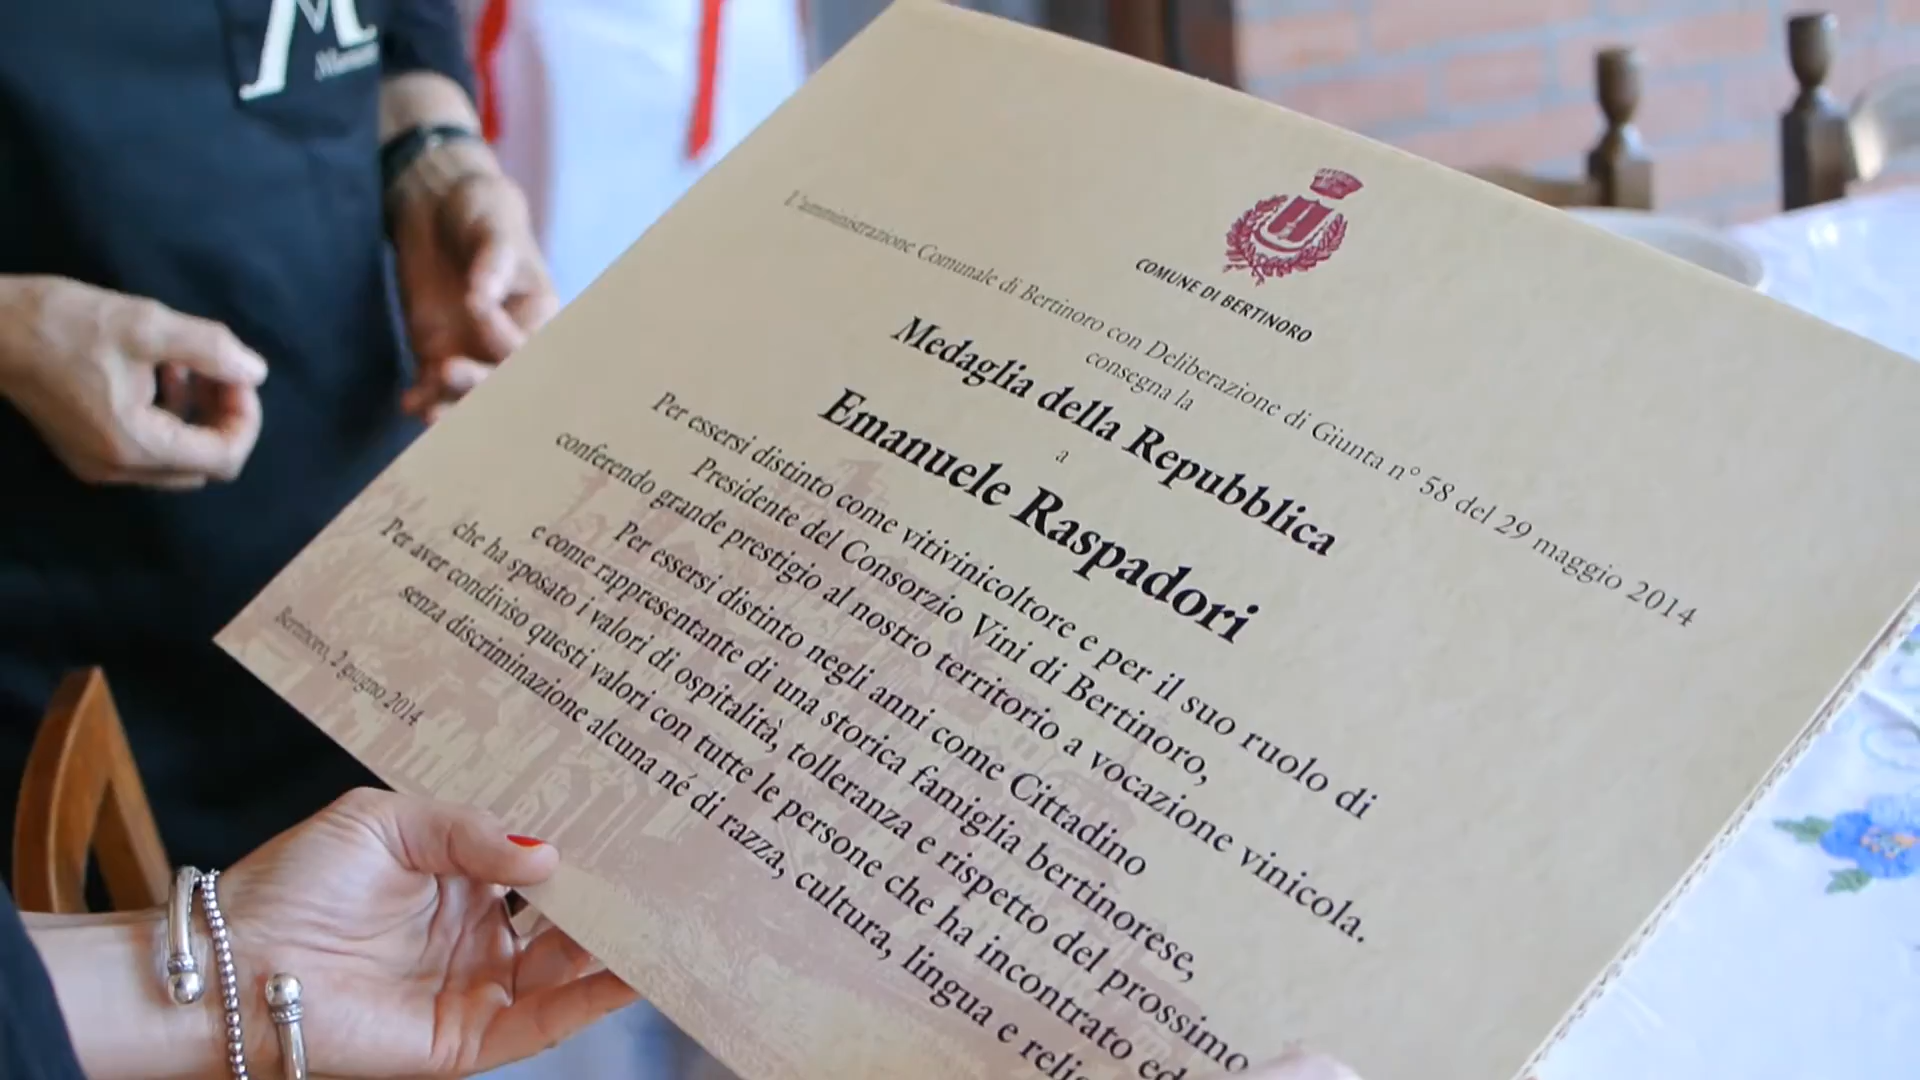 M
COMUNE DI BERTINORO
L'amministrazione Comunale di Bertinoro con Deliberazione di Giunta n° 58 del 29 maggio 2014
consegna la
Medaglia della Repubblica
a
Emanuele Raspadori
Per essersi distinto come vitivinicoltore e per il suo ruolo di
Presidente del Consorzio Vini di Bertinoro,
conferendo grande prestigio al nostro territorio a vocazione vinicola.
Per essersi distinto negli anni come Cittadino
e come rappresentante di una storica famiglia bertinorese,
che ha sposato i valori di ospitalità, tolleranza e rispetto del prossimo
Per aver condiviso questi valori con tutte le persone che ha incontrato ed
senza discriminazione alcuna né di razza, cultura, lingua e relig
Bertinoro, 2 giugno 2014